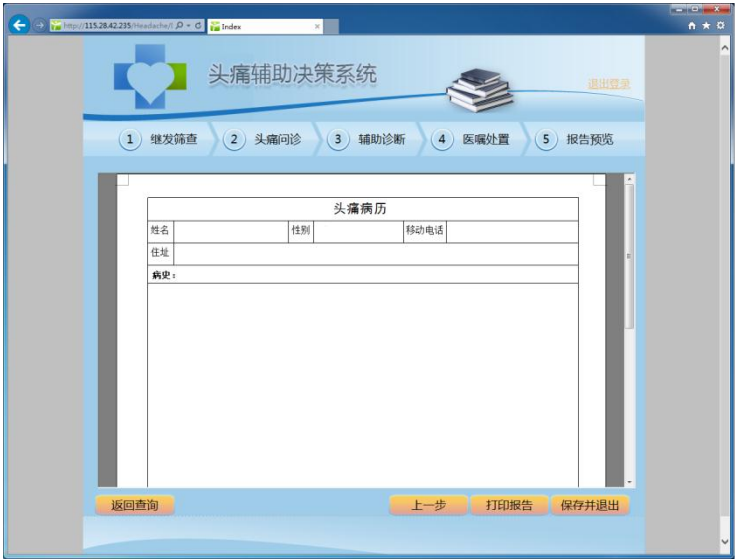 http://115.28.42.235/Headache/I
Index
头痛辅助决策系统
退出登录
1 继发筛查 2 头痛问诊 3 辅助诊断 4 医嘱处置 5 报告预览
头痛病历
姓名 性别 移动电话
住址
病史：
返回查询 上一步 打印报告 保存并退出